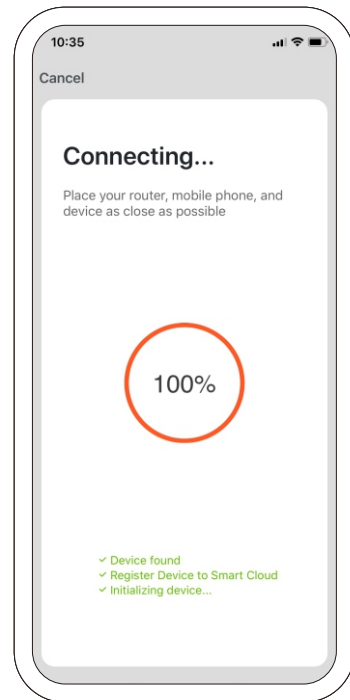 10:35
Cancel
Connecting...
Place your router, mobile phone, and
device as close as possible
100%
✓ Device found
✓ Register Device to Smart Cloud
✓ Initializing device...